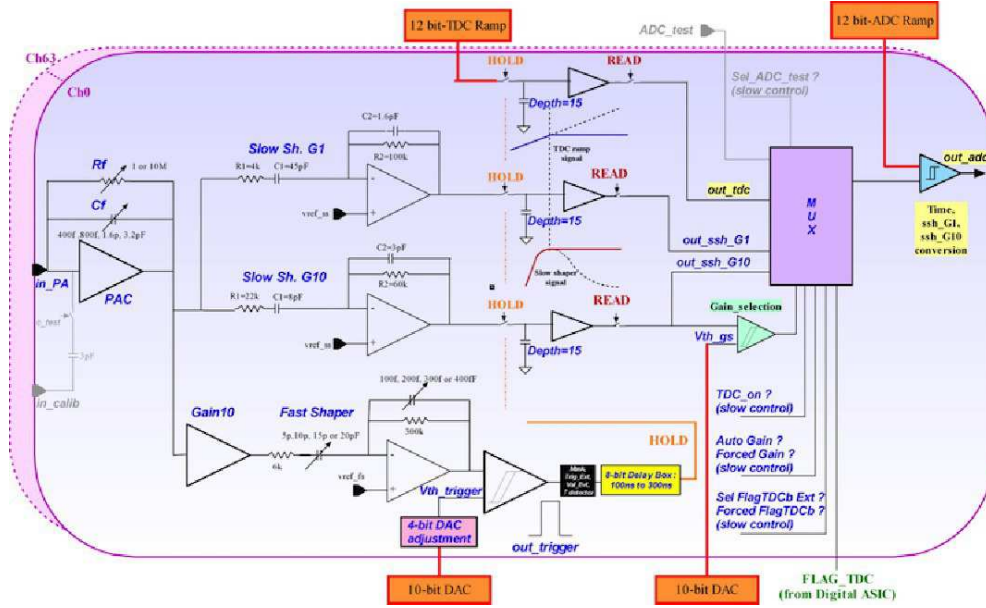 12 bit-TDC Ramp
12 bit-ADC Ramp
ADC_test
Ch63
Ch0
HOLD
READ
Sel_ADC_test ?
(slow control)
Depth=15
C2=1.6pF
Slow Sh. G1
R2=100k
Rf
1 or 10M
R1=4k
C1=45pF
TDC ramp
signal
HOLD
READ
out_tdc
out_adc
Cf
vref_ss
M
U
X
Time,
ssh_G1,
ssh_G10
conversion
400f ,800f, 1.6p, 3.2pF
Depth=15
out_ssh_G1
C2=3pF
out_ssh_G10
in_PA
PAC
Slow Sh. G10
R2=60k
Slow shaper
signal
R1=22k
C1=8pF
HOLD
READ
Gain_selection
c_test
vref_ss
Vth_gs
3pF
Depth=15
100f, 200f, 300f or 400fF
in_calib
TDC_on ?
(slow control)
Gain10
Fast Shaper
300k
5p,10p, 15p or 20pF
HOLD
Auto Gain ?
Forced Gain ?
(slow control)
6k
vref_fs
Vth_trigger
8-bit Delay Box :
100ns to 300ns
Sel FlagTDCb Ext ?
Forced FlagTDCb ?
(slow control)
4-bit DAC
adjustment
out_trigger
10-bit DAC
10-bit DAC
FLAG_TDC
(from Digital ASIC)